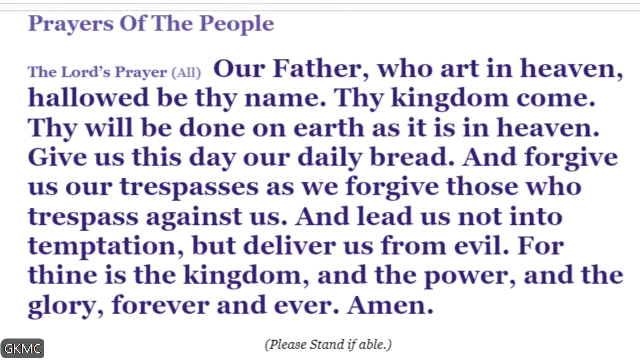 Prayers Of The People
The Lord's Prayer (All) Our Father, who art in heaven,
hallowed be thy name. Thy kingdom come.
Thy will be done on earth as it is in heaven.
Give us this day our daily bread. And forgive
us our trespasses as we forgive those who
trespass against us. And lead us not into
temptation, but deliver us from evil. For
thine is the kingdom, and the power, and the
glory, forever and ever. Amen.
(Please Stand if able.)
GKMC